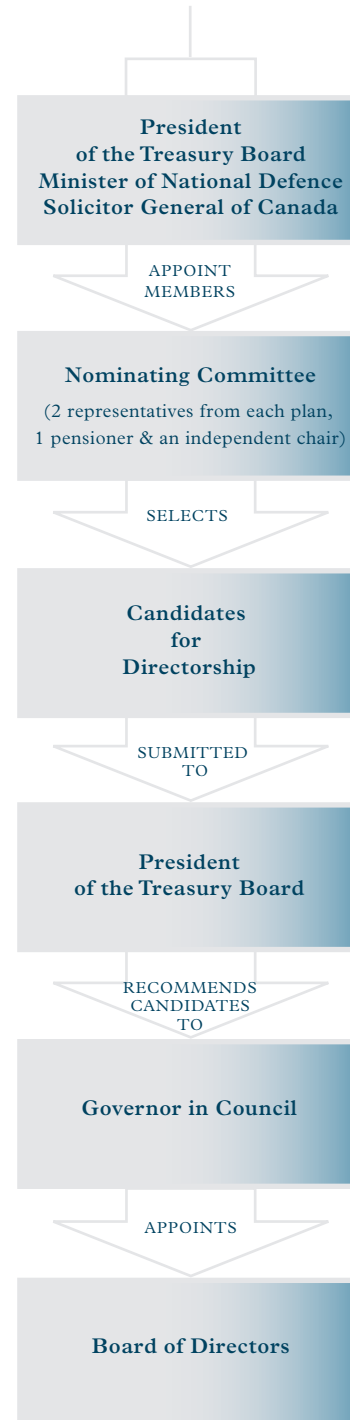 President
of the Treasury Board
Minister of National Defence
Solicitor General of Canada
APPOINT
MEMBERS
Nominating Committee
(2 representatives from each plan,
1 pensioner & an independent chair)
SELECTS
Candidates
for
Directorship
SUBMITTED
TO
President
of the Treasury Board
RECOMMENDS
CANDIDATES
TO
Governor in Council
APPOINTS
Board of Directors